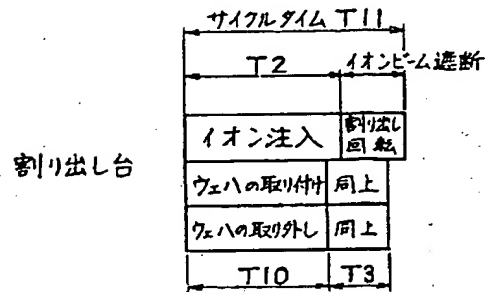 サイクルタイム T11
T2 イオンビーム遮断
イオン注入 割り出し
回転
割り出し台
ウェハの取り付け 同上
ウェハの取り外し 同上
T10 T3